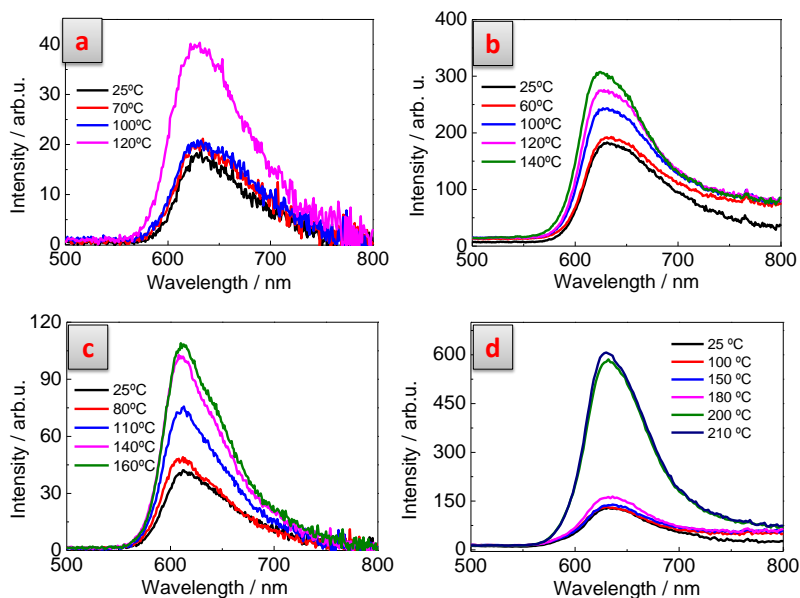 a
40
30
20
10
0
25ºC
70ºC
100ºC
120ºC
Intensity / arb.u.
500 600 700 800
Wavelength / nm
b
400
300
200
100
0
25ºC
60ºC
100ºC
120ºC
140ºC
Intensity / arb. u.
500 600 700 800
Wavelength / nm
c
120
90
60
30
0
25ºC
80ºC
110ºC
140ºC
160ºC
Intensity / arb.u.
500 600 700 800
Wavelength / nm
d
600
450
300
150
0
25 ºC
100 ºC
150 ºC
180 ºC
200 ºC
210 ºC
Intensity / arb.u.
500 600 700 800
Wavelength / nm